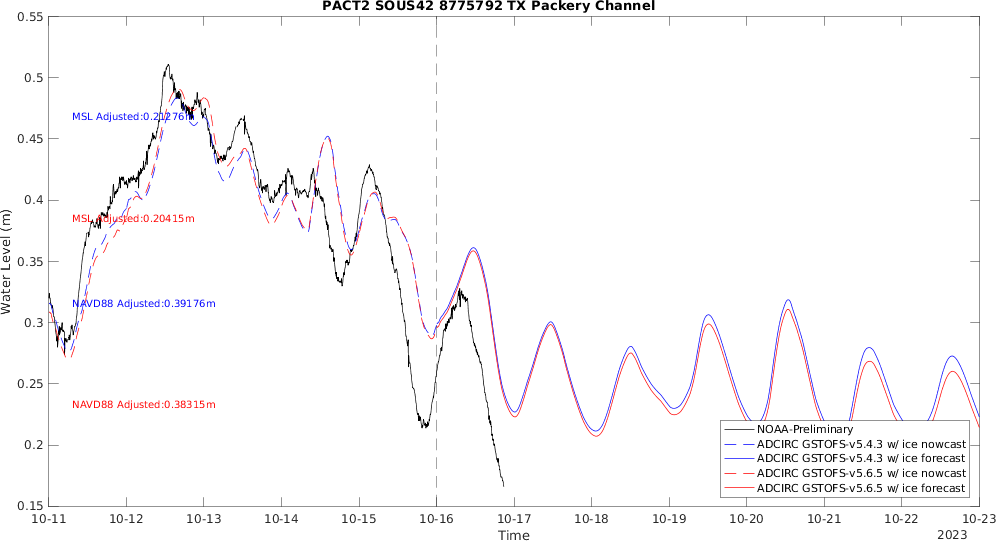 PACT2 SOUS42 8775792 TX Packery Channel
0.55
0.5
0.45
0.4
0.35
0.3
0.25
0.2
0.15
Water Level (m)
MSL Adjusted:0.21276m
MSL Adjusted:0.20415m
NAVD88 Adjusted:0.39176m
NAVD88 Adjusted:0.38315m
NOAA-Preliminary
ADCIRC GSTOFS-v5.4.3 w/ ice nowcast
ADCIRC GSTOFS-v5.4.3 w/ ice forecast
ADCIRC GSTOFS-v5.6.5 w/ ice nowcast
ADCIRC GSTOFS-v5.6.5 w/ ice forecast
10-11 10-12 10-13 10-14 10-15 10-16 10-17 10-18 10-19 10-20 10-21 10-22 10-23
Time
2023